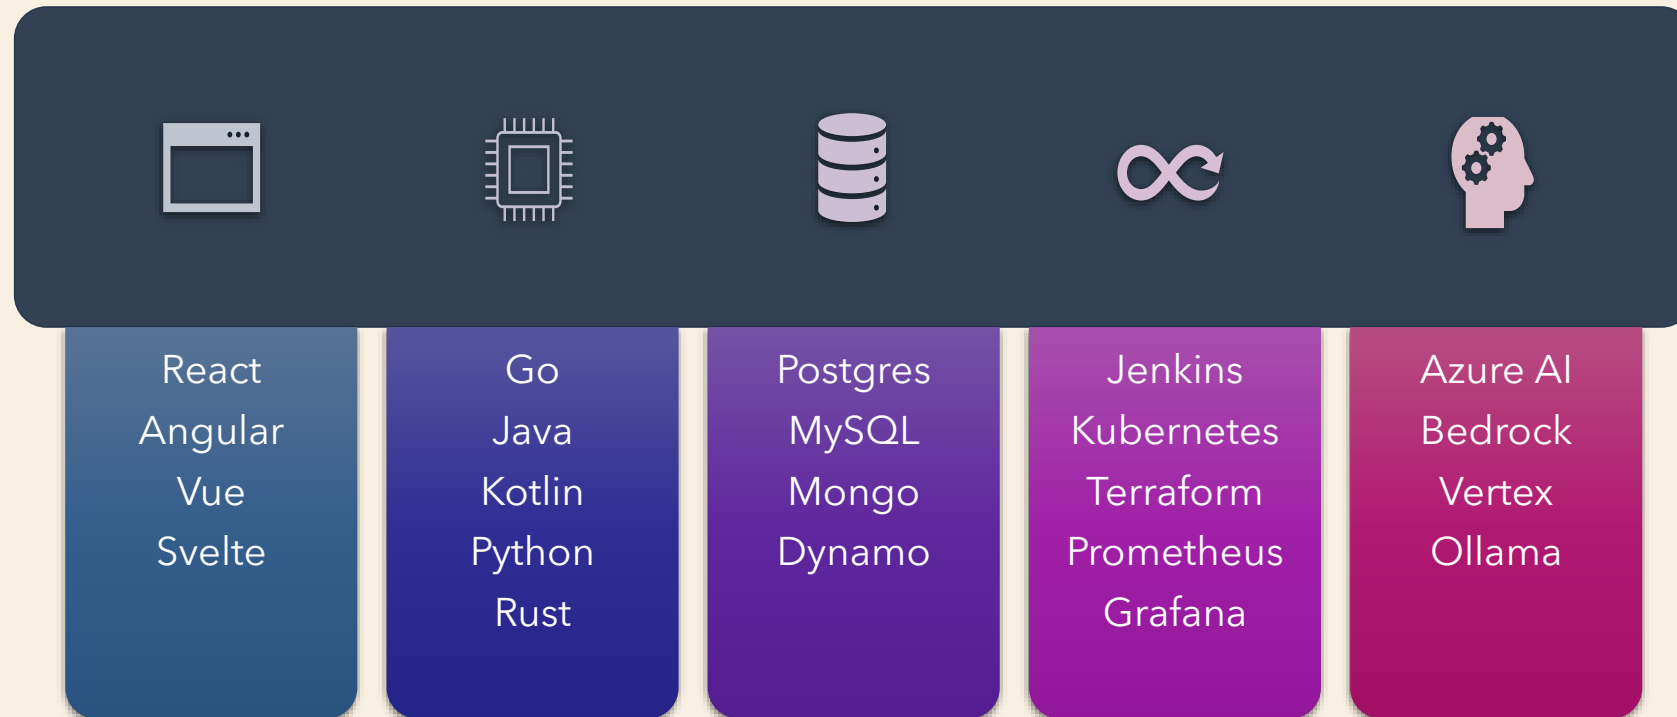 React
Angular
Vue
Svelte
Go
Java
Kotlin
Python
Rust
Postgres
MySQL
Mongo
Dynamo
Jenkins
Kubernetes
Terraform
Prometheus
Grafana
Azure AI
Bedrock
Vertex
Ollama